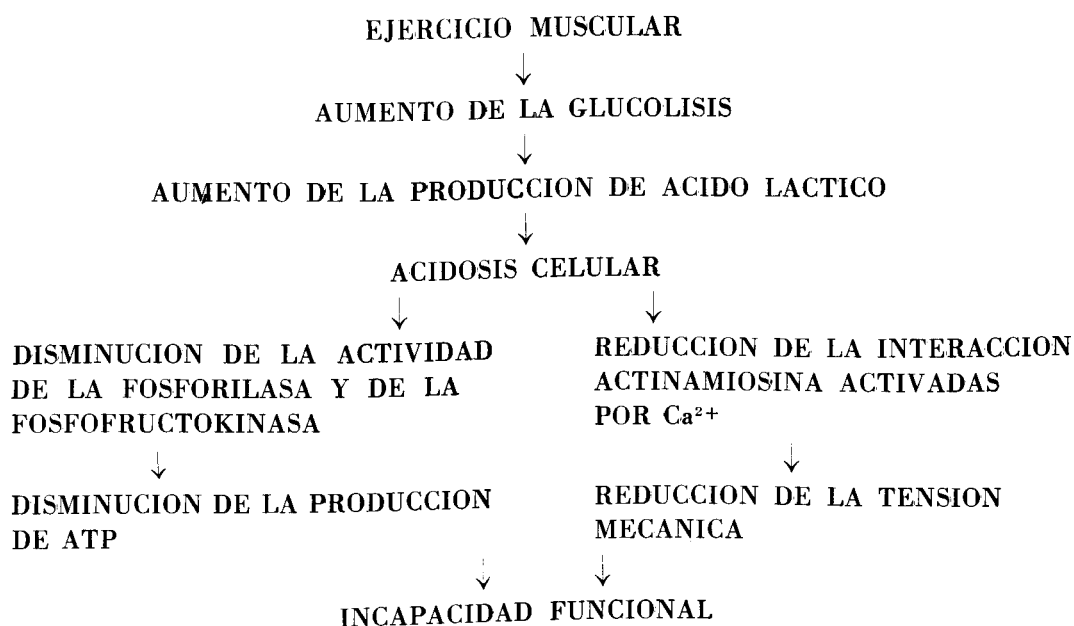 EJERCICIO MUSCULAR
AUMENTO DE LA GLUCOLISIS
AUMENTO DE LA PRODUCCION DE ACIDO LACTICO
ACIDOSIS CELULAR
DISMINUCION DE LA ACTIVIDAD
DE LA FOSFORILASA Y DE LA
FOSFOFRUCTOKINASA
REDUCCION DE LA INTERACCION
ACTINAMIOSINA ACTIVADAS
POR Ca²⁺
DISMINUCION DE LA PRODUCCION
DE ATP
REDUCCION DE LA TENSION
MECANICA
INCAPACIDAD FUNCIONAL